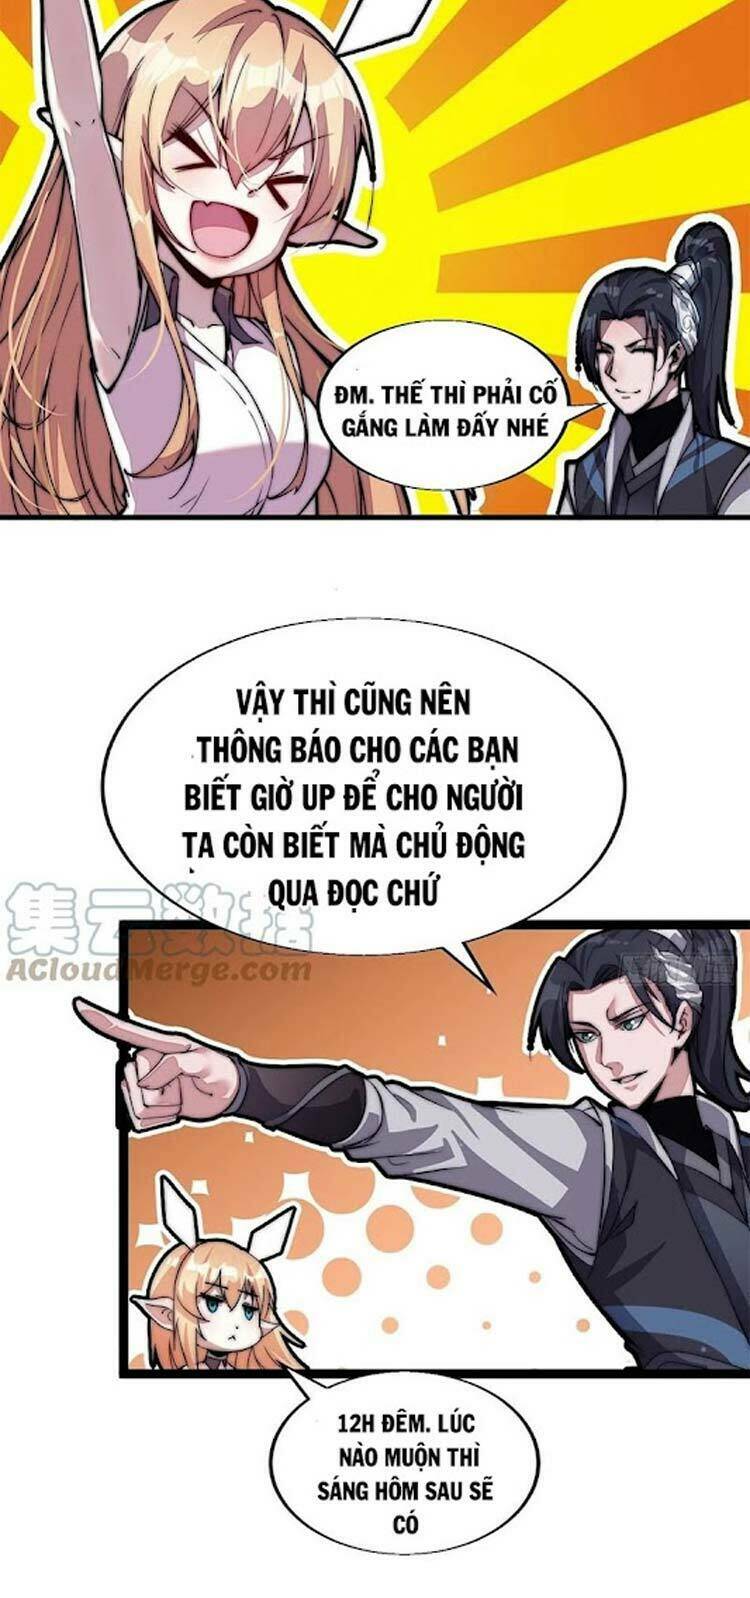 ĐM. THẾ THÌ PHẢI CỐ
GẮNG LÀM ĐẤY NHÉ
VẬY THÌ CŨNG NÊN
THÔNG BÁO CHO CÁC BẠN
BIẾT GIỜ UP ĐỂ CHO NGƯỜI
TA CÒN BIẾT MÀ CHỦ ĐỘNG
QUA ĐỌC CHỨ
集云数据
ACloudMerge.com
12H ĐÊM. LÚC
NÀO MUỘN THÌ
SÁNG HÔM SAU SẼ
CÓ